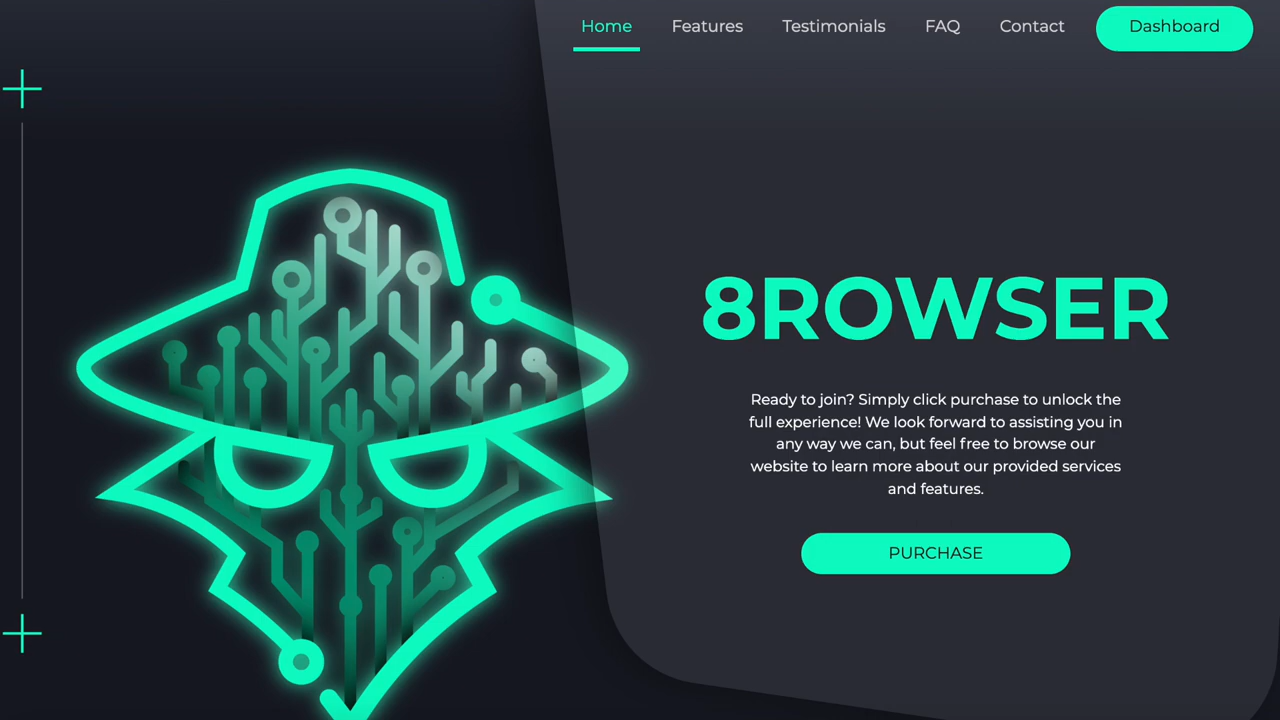 Home Features Testimonials FAQ Contact Dashboard
8ROWSER
Ready to join? Simply click purchase to unlock the
full experience! We look forward to assisting you in
any way we can, but feel free to browse our
website to learn more about our provided services
and features.
PURCHASE